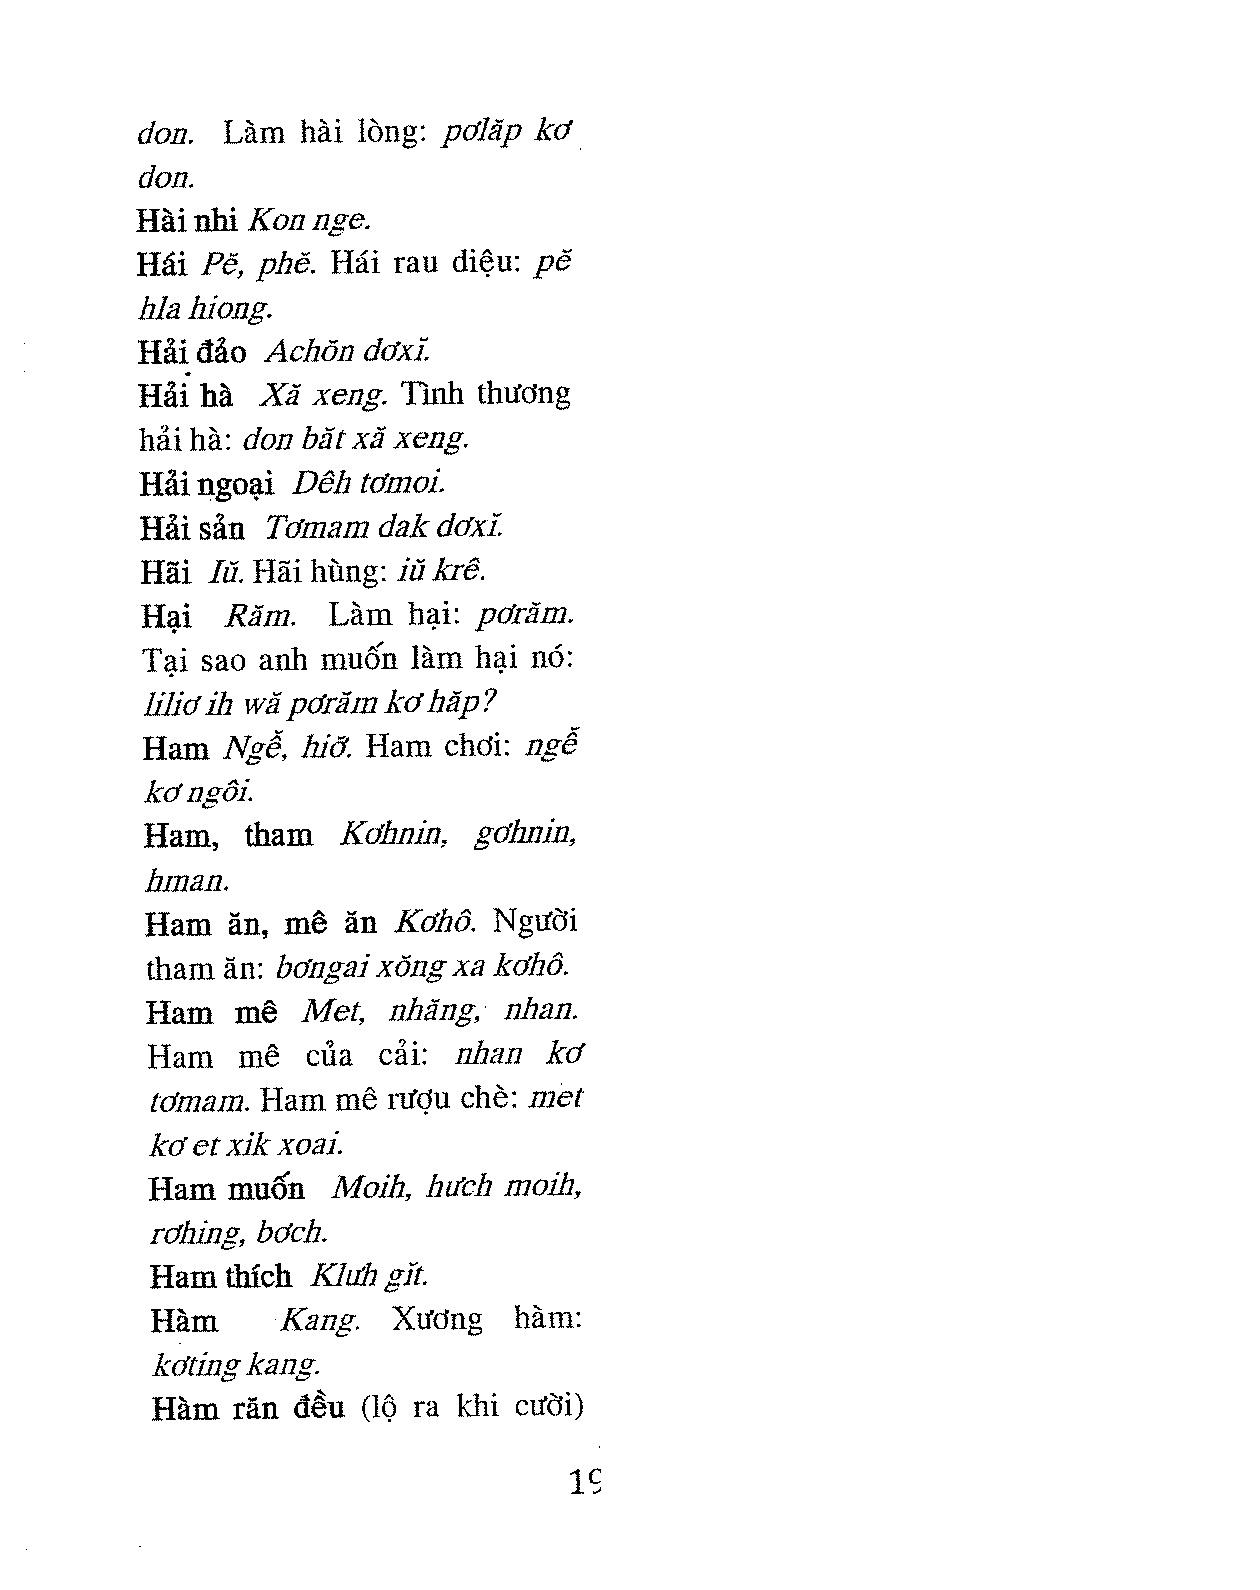 don. Làm hài lòng: pơlăp kơ
don.
Hài nhi Kon nge.
Hái Pĕ, phĕ. Hái rau diệu: pĕ
hla hiong.
Hải đảo Achŏn dơxĭ.
Hải hà Xă xeng. Tình thương
hải hà: don băt xă xeng.
Hải ngoại Dêh tơmoi.
Hải sản Tơmam dak dơxĭ.
Hãi Iŭ. Hãi hùng: iŭ krê.
Hại Răm. Làm hại: pơrăm.
Tại sao anh muốn làm hại nó:
liliơ ih wă pơrăm kơ hăp?
Ham Ngê̆, hiơ̆. Ham chơi: ngê̆
kơ ngôi.
Ham, tham Kơhnin, gơhnin,
hman.
Ham ăn, mê ăn Kơhô. Người
tham ăn: bơngai xŏng xa kơhô.
Ham mê Met, nhăng, nhan.
Ham mê của cải: nhan kơ
tơmam. Ham mê rượu chè: met
kơ et xik xoai.
Ham muốn Moih, hưch moih,
rơhing, bơch.
Ham thích Klưh gĭt.
Hàm Kang. Xương hàm:
kơting kang.
Hàm răn đều (lộ ra khi cười)